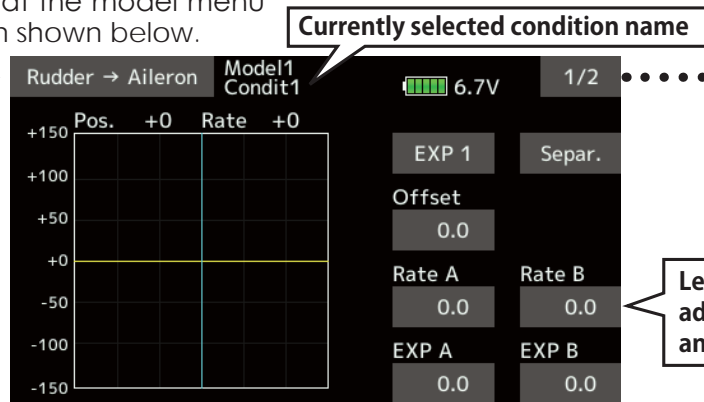 at the model menu
shown below.
Currently selected condition name
Rudder → Aileron
Model1
Condit1
6.7V
1/2
Pos. +0 Rate +0
+150
+100
+50
+0
-50
-100
-150
EXP 1
Separ.
Offset
0.0
Rate A
Rate B
0.0
0.0
EXP A
EXP B
0.0
0.0